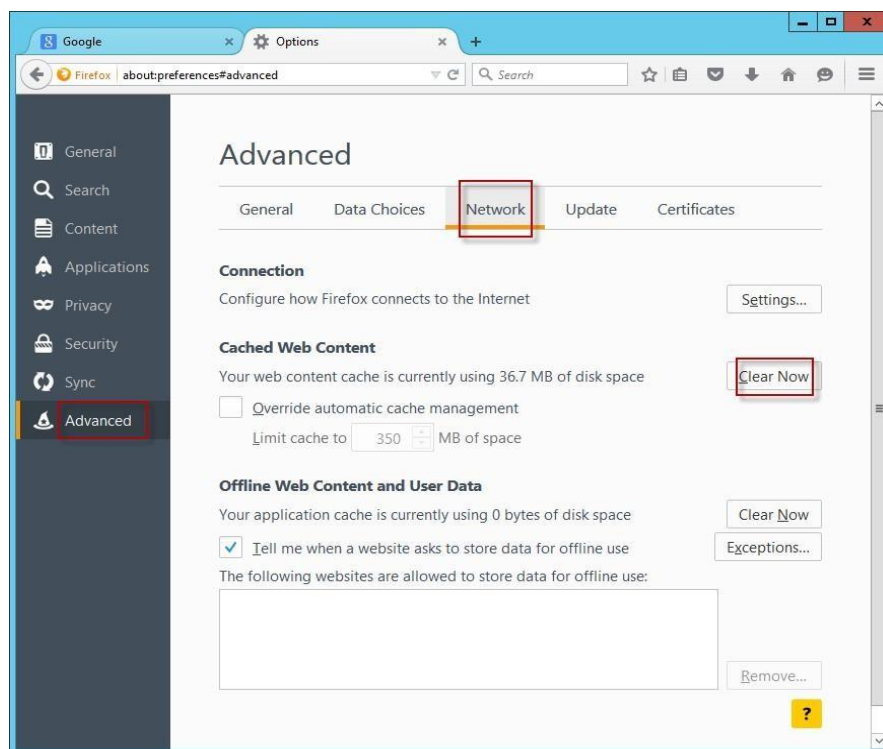 Google
Options
Firefox about:preferences#advanced
Search
General
Search
Content
Applications
Privacy
Security
Sync
Advanced
Advanced
General Data Choices Network Update Certificates
Connection
Configure how Firefox connects to the Internet Settings...
Cached Web Content
Your web content cache is currently using 36.7 MB of disk space Clear Now
Override automatic cache management
Limit cache to 350 MB of space
Offline Web Content and User Data
Your application cache is currently using 0 bytes of disk space Clear Now
Tell me when a website asks to store data for offline use Exceptions...
The following websites are allowed to store data for offline use:
Remove...
?